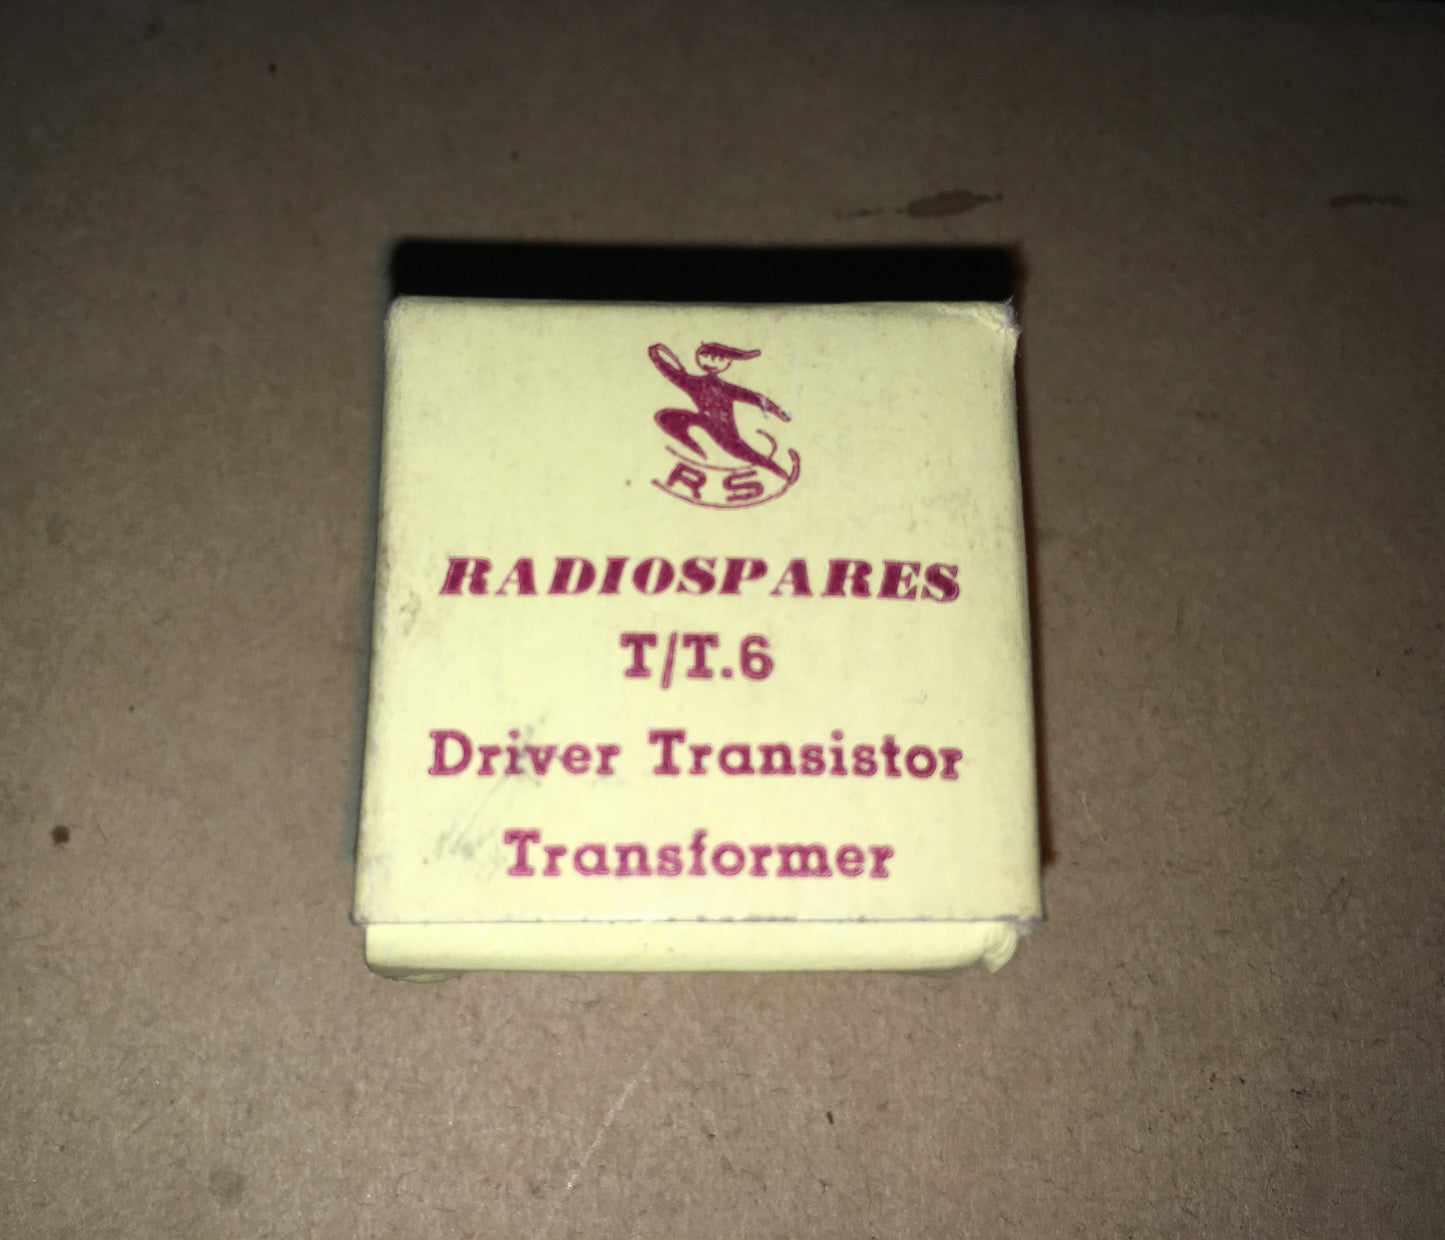 RS
RADIOSPARES
T/T.6
Driver Transistor
Transformer